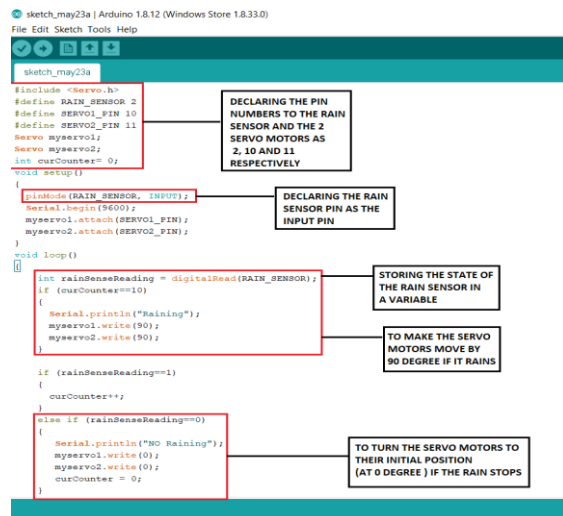 sketch_may23a | Arduino 1.8.12 (Windows Store 1.8.33.0)
File Edit Sketch Tools Help
sketch_may23a
#include <Servo.h>
#define RAIN_SENSOR 2
#define SERVO1_PIN 10
#define SERVO2_PIN 11
Servo myservo1;
Servo myservo2;
int curCounter= 0;
void setup()
{
pinMode(RAIN_SENSOR, INPUT);
Serial.begin(9600);
myservo1.attach(SERVO1_PIN);
myservo2.attach(SERVO2_PIN);
}
void loop()
{
int rainSenseReading = digitalRead(RAIN_SENSOR);
if (curCounter==10)
{
Serial.println("Raining");
myservo1.write(90);
myservo2.write(90);
}
if (rainSenseReading==1)
{
curCounter++;
}
else if (rainSenseReading==0)
{
Serial.println("NO Raining");
myservo1.write(0);
myservo2.write(0);
curCounter = 0;
}
DECLARING THE PIN
NUMBERS TO THE RAIN
SENSOR AND THE 2
SERVO MOTORS AS
2, 10 AND 11
RESPECTIVELY
DECLARING THE RAIN
SENSOR PIN AS THE
INPUT PIN
STORING THE STATE OF
THE RAIN SENSOR IN
A VARIABLE
TO MAKE THE SERVO
MOTORS MOVE BY
90 DEGREE IF IT RAINS
TO TURN THE SERVO MOTORS TO
THEIR INITIAL POSITION
(AT 0 DEGREE ) IF THE RAIN STOPS